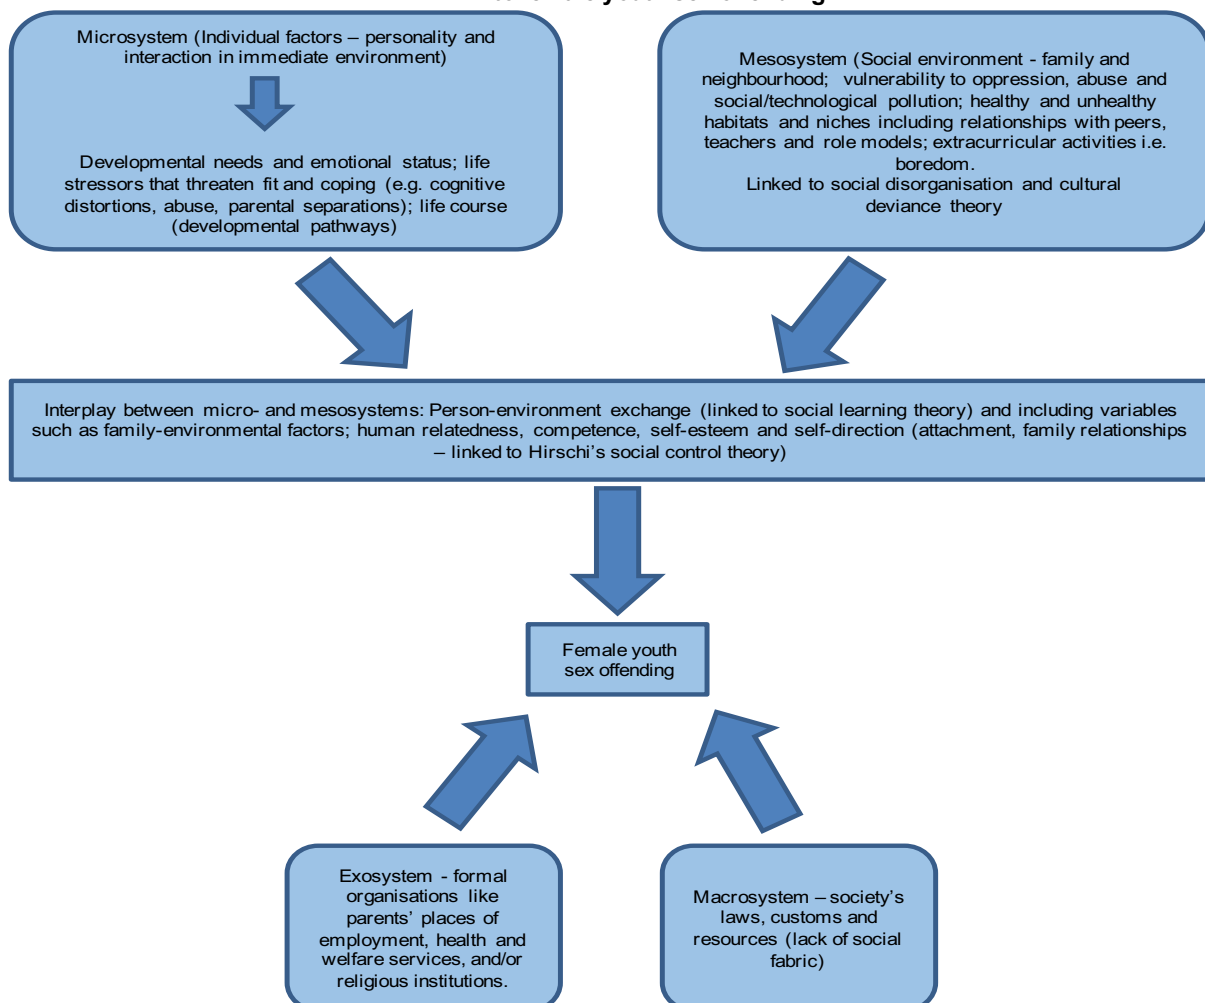 Microsystem (Individual factors – personality and
interaction in immediate environment)
Developmental needs and emotional status; life
stressors that threaten fit and coping (e.g. cognitive
distortions, abuse, parental separations); life course
(developmental pathways)
Mesosystem (Social environment - family and
neighbourhood; vulnerability to oppression, abuse and
social/technological pollution; healthy and unhealthy
habitats and niches including relationships with peers,
teachers and role models; extracurricular activities i.e.
boredom.
Linked to social disorganisation and cultural
deviance theory
Interplay between micro- and mesosystems: Person-environment exchange (linked to social learning theory) and including variables
such as family-environmental factors; human relatedness, competence, self-esteem and self-direction (attachment, family relationships
– linked to Hirschi's social control theory)
Female youth
sex offending
Exosystem - formal
organisations like
parents' places of
employment, health and
welfare services, and/or
religious institutions.
Macrosystem – society's
laws, customs and
resources (lack of social
fabric)